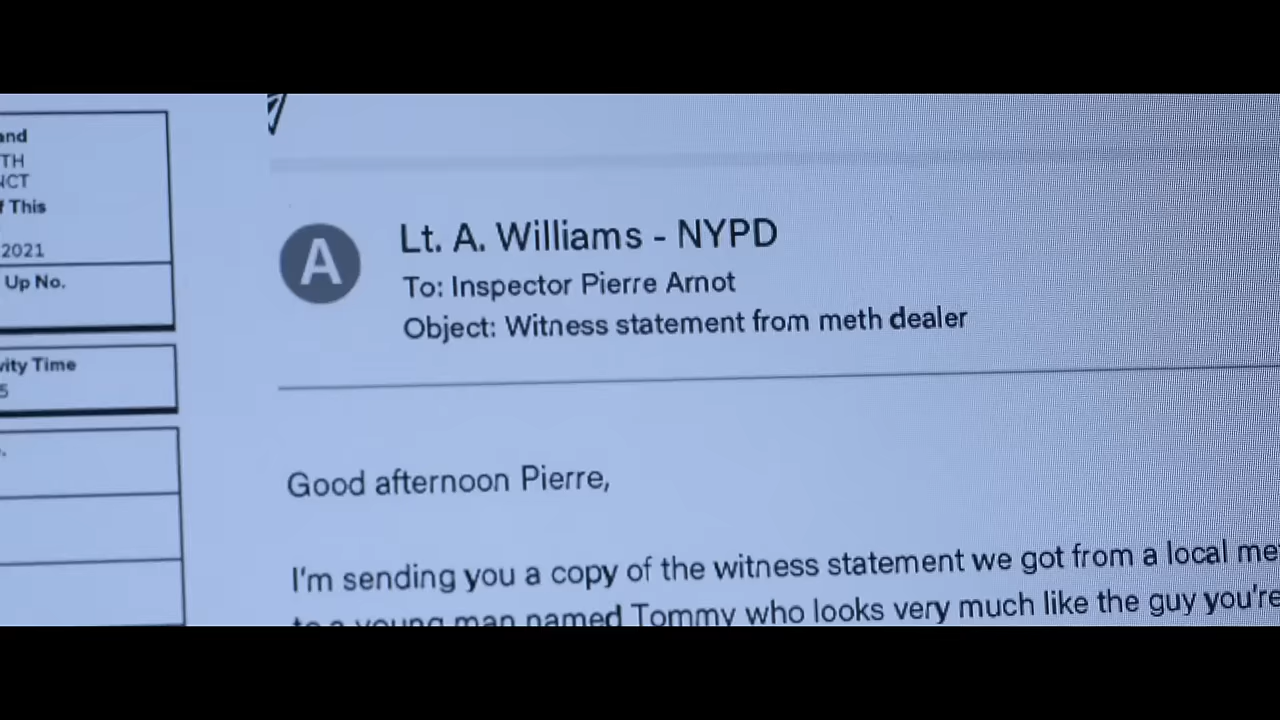 and
TH
NCT
f This
2021
Up No.
vity Time
5
A
Lt. A. Williams - NYPD
To: Inspector Pierre Arnot
Object: Witness statement from meth dealer
Good afternoon Pierre,
I'm sending you a copy of the witness statement we got from a local me
to a young man named Tommy who looks very much like the guy you're